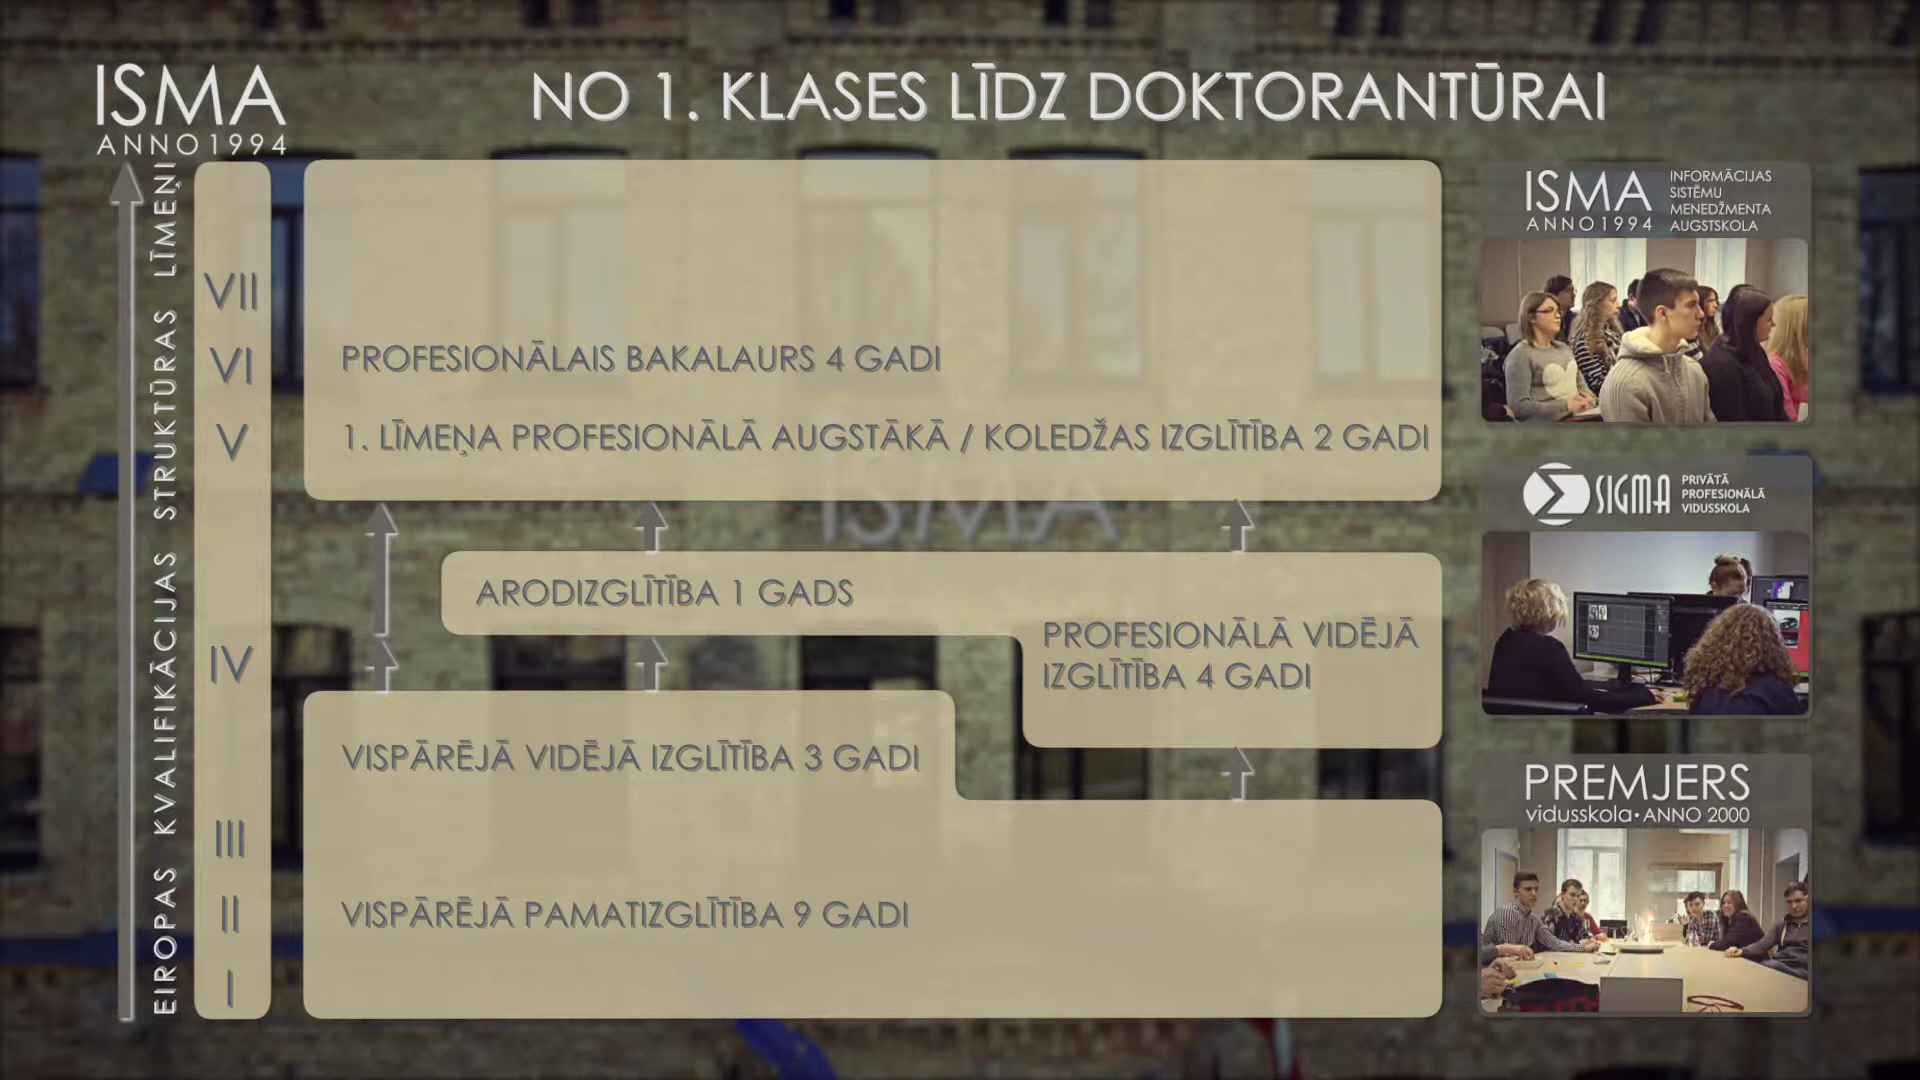 ISMA
ANNO1994
NO 1. KLASES LĪDZ DOKTORANTŪRAI
EIROPAS KVALIFIKĀCIJAS STRUKTŪRAS LĪMEŅI
VII
VI
V
IV
III
II
I
PROFESIONĀLAIS BAKALAURS 4 GADI
1. LĪMEŅA PROFESIONĀLĀ AUGSTĀKĀ / KOLEDŽAS IZGLĪTĪBA 2 GADI
ISMA
ARODIZGLĪTĪBA 1 GADS
PROFESIONĀLĀ VIDĒJĀ
IZGLĪTĪBA 4 GADI
VISPĀRĒJĀ VIDĒJĀ IZGLĪTĪBA 3 GADI
VISPĀRĒJĀ PAMATIZGLĪTĪBA 9 GADI
ISMA
ANNO1994
INFORMĀCIJAS
SISTĒMU
MENEDŽMENTA
AUGSTSKOLA
SIGMA
PRIVĀTĀ
PROFESIONĀLĀ
VIDUSSKOLA
PREMJERS
vidusskola•ANNO 2000